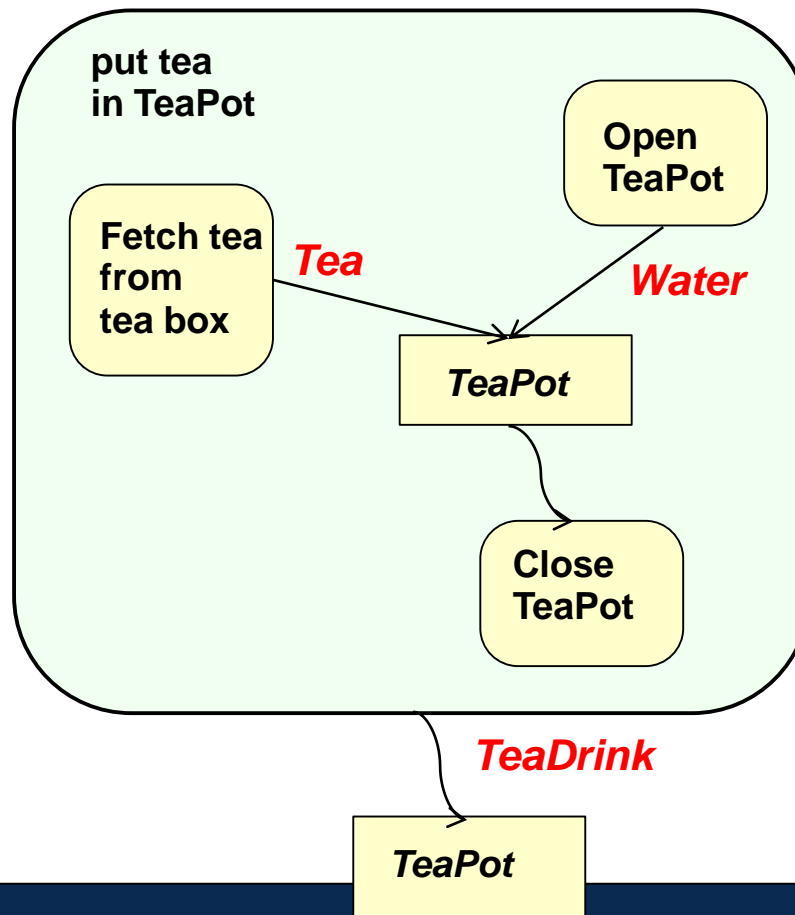 put tea
in TeaPot
Open
TeaPot
Fetch tea
from
tea box
Tea
Water
TeaPot
Close
TeaPot
TeaDrink
TeaPot